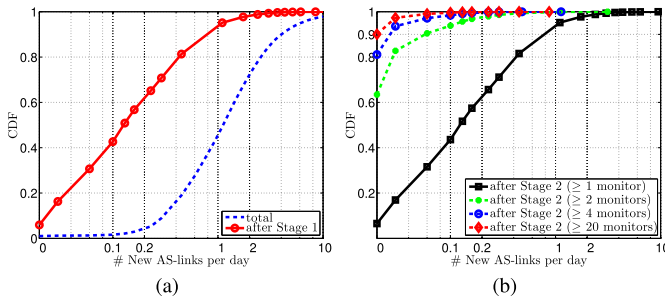 1
0.8
0.6
0.4
0.2
0
CDF
0.1
0.2
1
2
10
# New AS-links per day
total
after Stage 1
(a)
1
0.8
0.6
0.4
0.2
0
CDF
0.1
0.2
1
2
10
# New AS-links per day
after Stage 2 (≥ 1 monitor)
after Stage 2 (≥ 2 monitors)
after Stage 2 (≥ 4 monitors)
after Stage 2 (≥ 20 monitors)
(b)